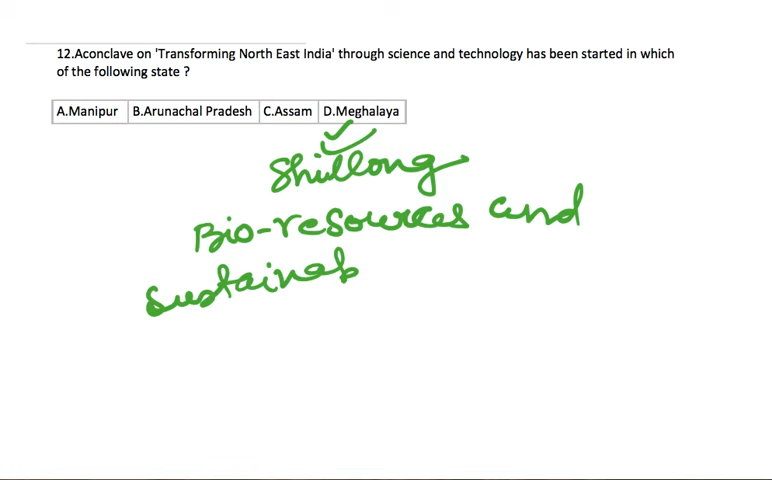 12.Aconclave on 'Transforming North East India' through science and technology has been started in which
of the following state ?
A.Manipur B.Arunachal Pradesh C.Assam D.Meghalaya
Shillong
Bio-resources and
sustainab